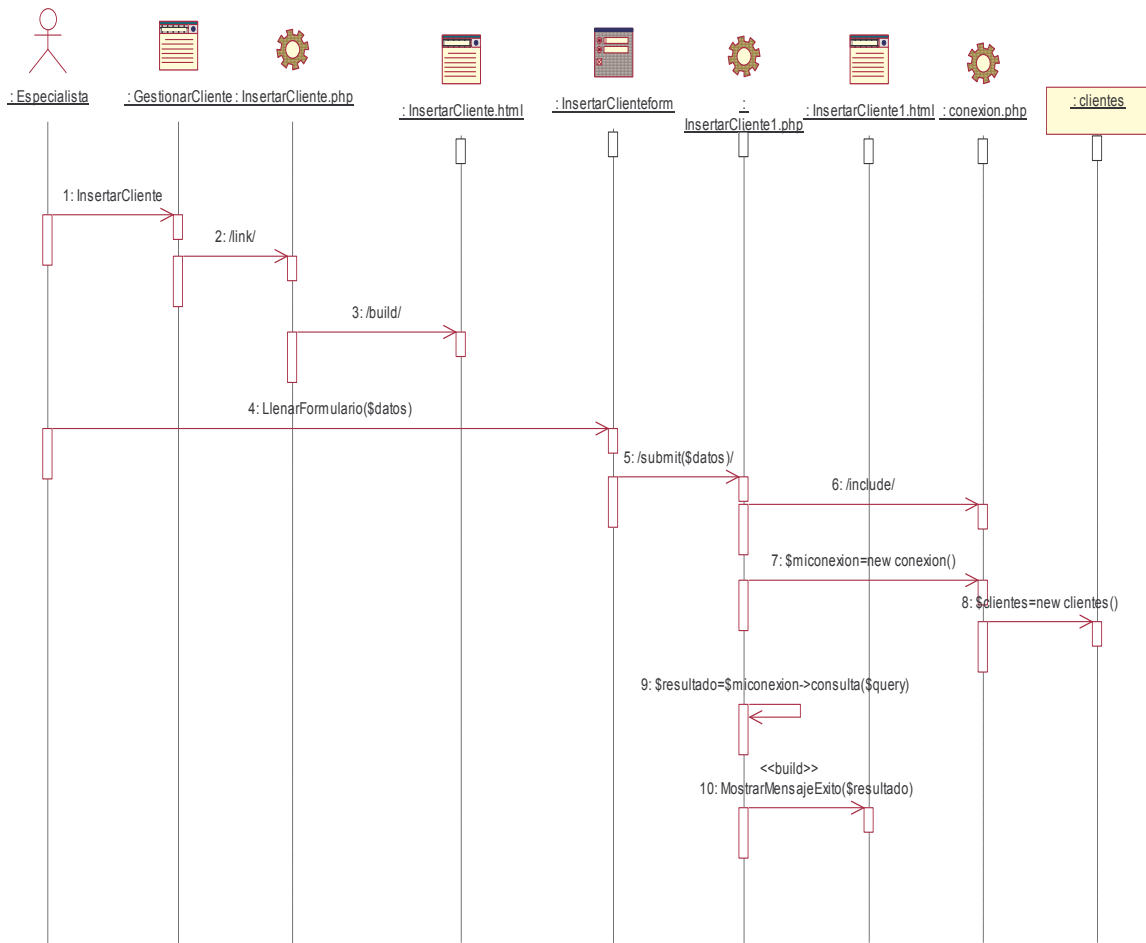 : Especialista
: GestionarCliente
: InsertarCliente.php
: InsertarCliente.html
: InsertarClienteform
:
InsertarCliente1.php
: InsertarCliente1.html
: conexion.php
: clientes
1: InsertarCliente
2: /link/
3: /build/
4: LlenarFormulario($datos)
5: /submit($datos)/
6: /include/
7: $miconexion=new conexion()
8: $clientes=new clientes()
9: $resultado=$miconexion->consulta($query)
<<build>>
10: MostrarMensajeExito($resultado)